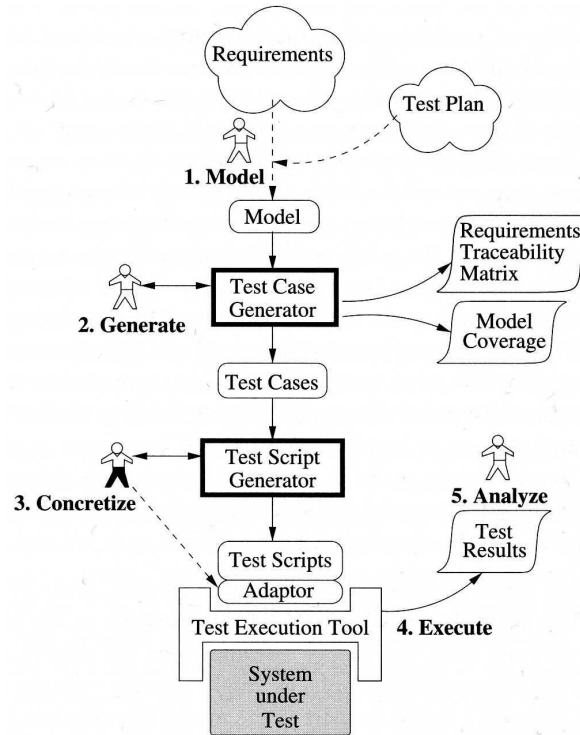 Requirements
Test Plan
1. Model
Model
Requirements
Traceability
Matrix
Test Case
Generator
2. Generate
Model
Coverage
Test Cases
Test Script
Generator
3. Concretize
5. Analyze
Test
Results
Test Scripts
Adaptor
Test Execution Tool
4. Execute
System
under
Test